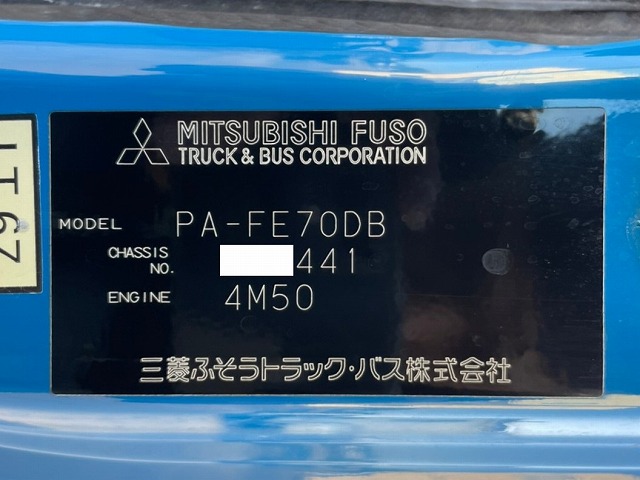 MITSUBISHI FUSO
TRUCK & BUS CORPORATION
MODEL PA-FE70DB
CHASSIS NO. 441
ENGINE 4M50
三菱ふそうトラック・バス株式会社